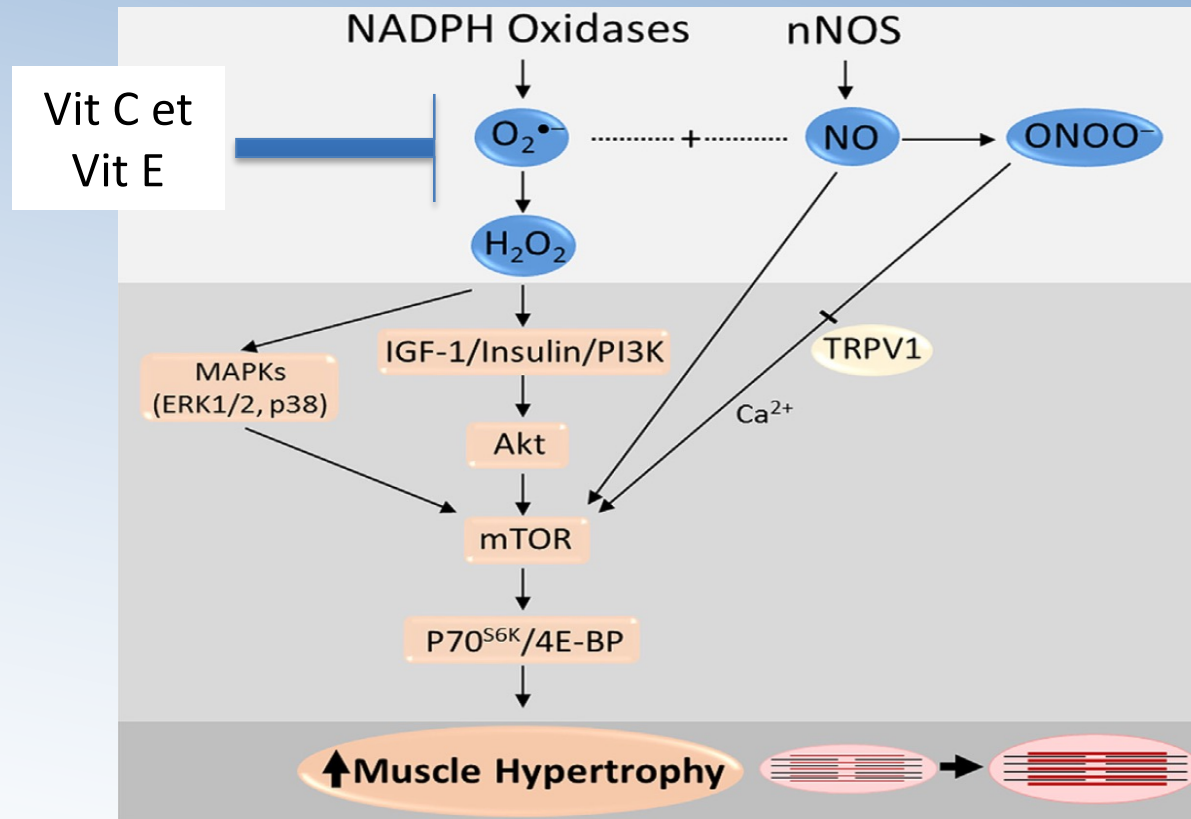 NADPH Oxidases
nNOS
Vit C et
Vit E
O₂•⁻
+
NO
ONOO⁻
H₂O₂
IGF-1/Insulin/PI3K
TRPV1
MAPKs
(ERK1/2, p38)
Ca²⁺
Akt
mTOR
P70ˢ⁶ᴷ/4E-BP
Muscle Hypertrophy